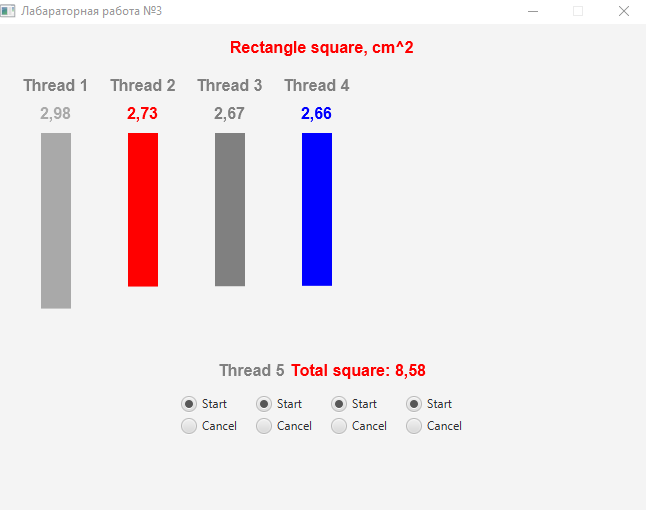 Лабараторная работа №3
Rectangle square, cm^2
Thread 1 Thread 2 Thread 3 Thread 4
2,98 2,73 2,67 2,66
Thread 5 Total square: 8,58
Start Start Start Start
Cancel Cancel Cancel Cancel